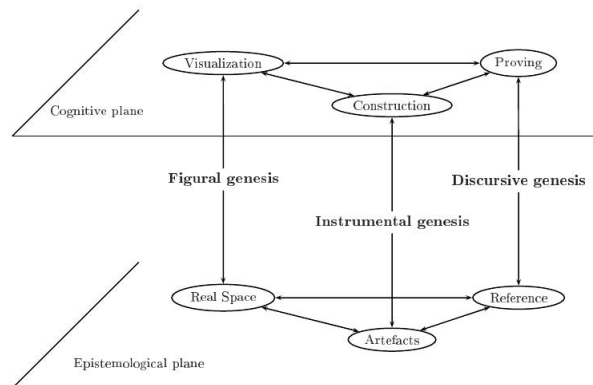 Visualization
Proving
Construction
Cognitive plane
Figural genesis
Discursive genesis
Instrumental genesis
Real Space
Reference
Artefacts
Epistemological plane